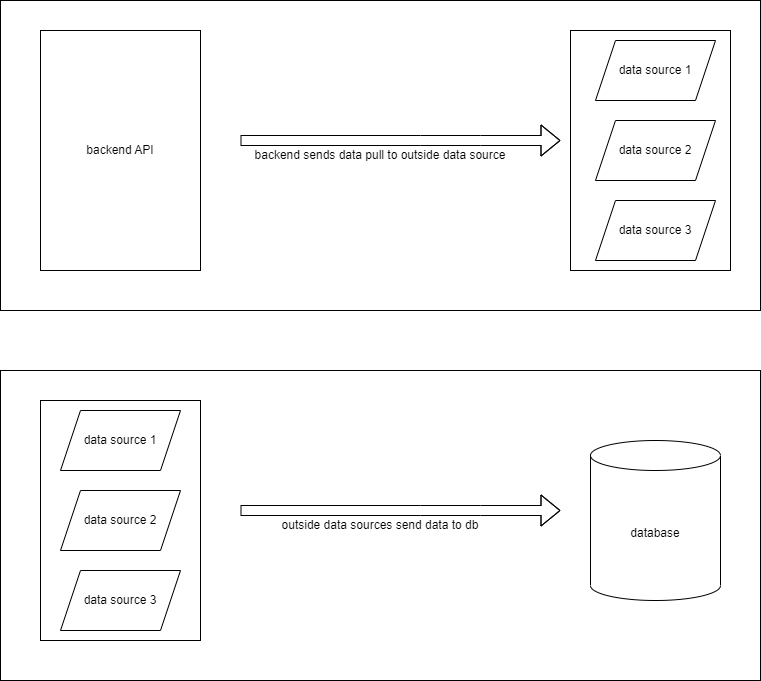 backend API
backend sends data pull to outside data source
data source 1
data source 2
data source 3
data source 1
data source 2
data source 3
outside data sources send data to db
database